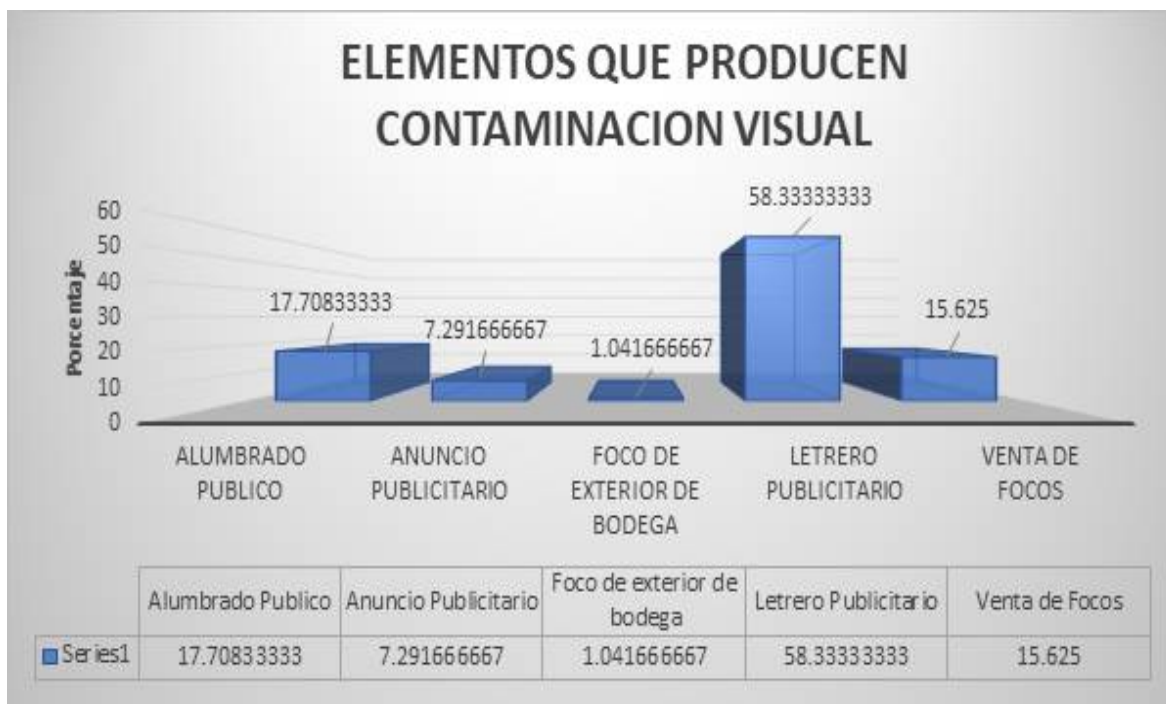 ELEMENTOS QUE PRODUCEN
CONTAMINACION VISUAL
Porcentaje
60
50
40
30
20
10
0
17.70833333
7.291666667
1.041666667
58.33333333
15.625
ALUMBRADO
PUBLICO
ANUNCIO
PUBLICITARIO
FOCO DE
EXTERIOR DE
BODEGA
LETRERO
PUBLICITARIO
VENTA DE
FOCOS
Alumbrado Publico
Anuncio Publicitario
Foco de exterior de
bodega
Letrero Publicitario
Venta de Focos
Series1
17.70833333
7.291666667
1.041666667
58.33333333
15.625